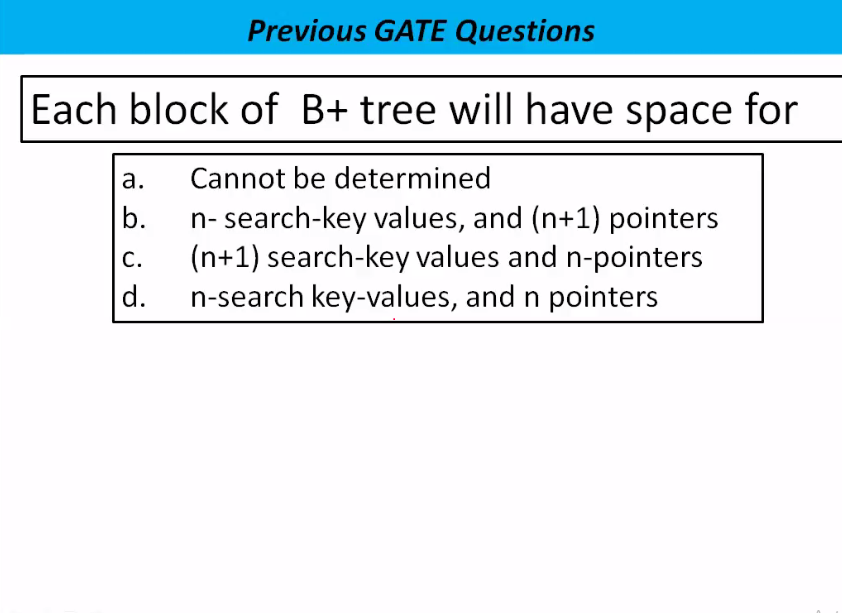 Previous GATE Questions
Each block of B+ tree will have space for
a. Cannot be determined
b. n- search-key values, and (n+1) pointers
c. (n+1) search-key values and n-pointers
d. n-search key-values, and n pointers